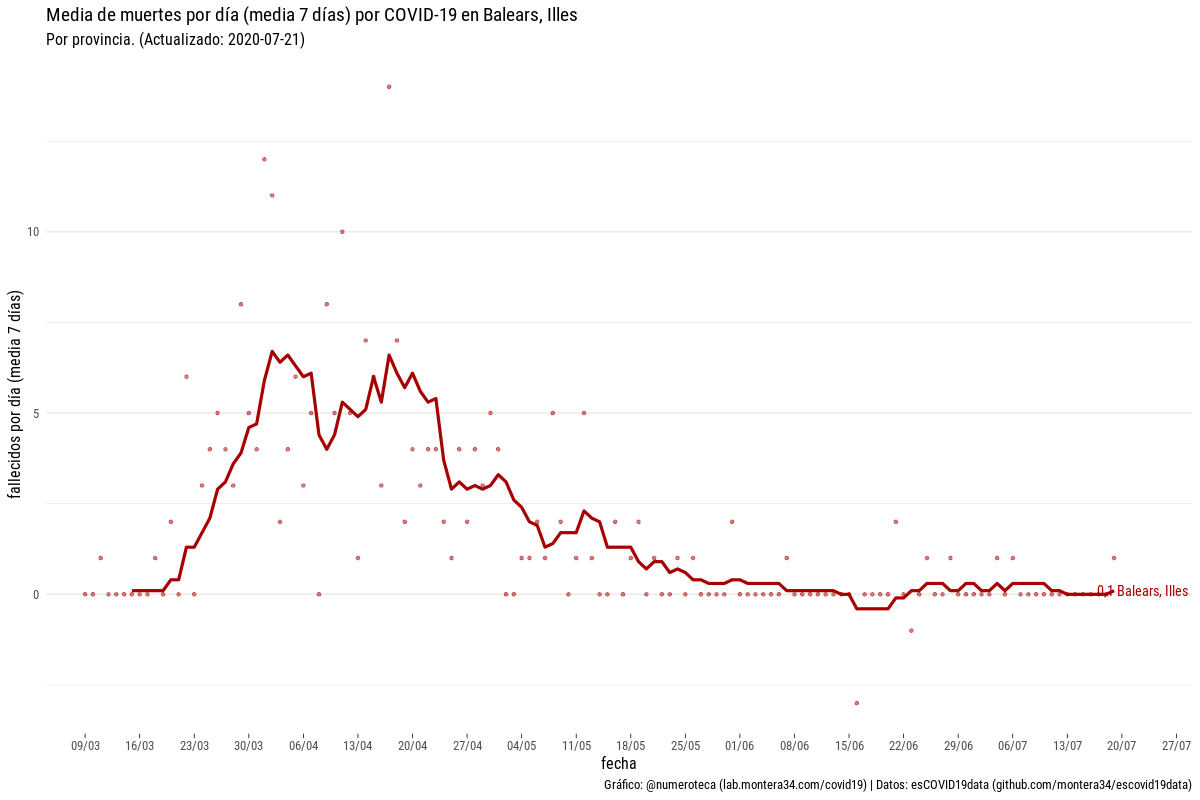 Media de muertes por día (media 7 días) por COVID-19 en Balears, Illes
Por provincia. (Actualizado: 2020-07-21)
fallecidos por día (media 7 días)
10
5
0
0.1 Balears, Illes
09/03 16/03 23/03 30/03 06/04 13/04 20/04 27/04 04/05 11/05 18/05 25/05 01/06 08/06 15/06 22/06 29/06 06/07 13/07 20/07 27/07
fecha
Gráfico: @numeroteca (lab.montera34.com/covid19) | Datos: esCOVID19data (github.com/montera34/escovid19data)